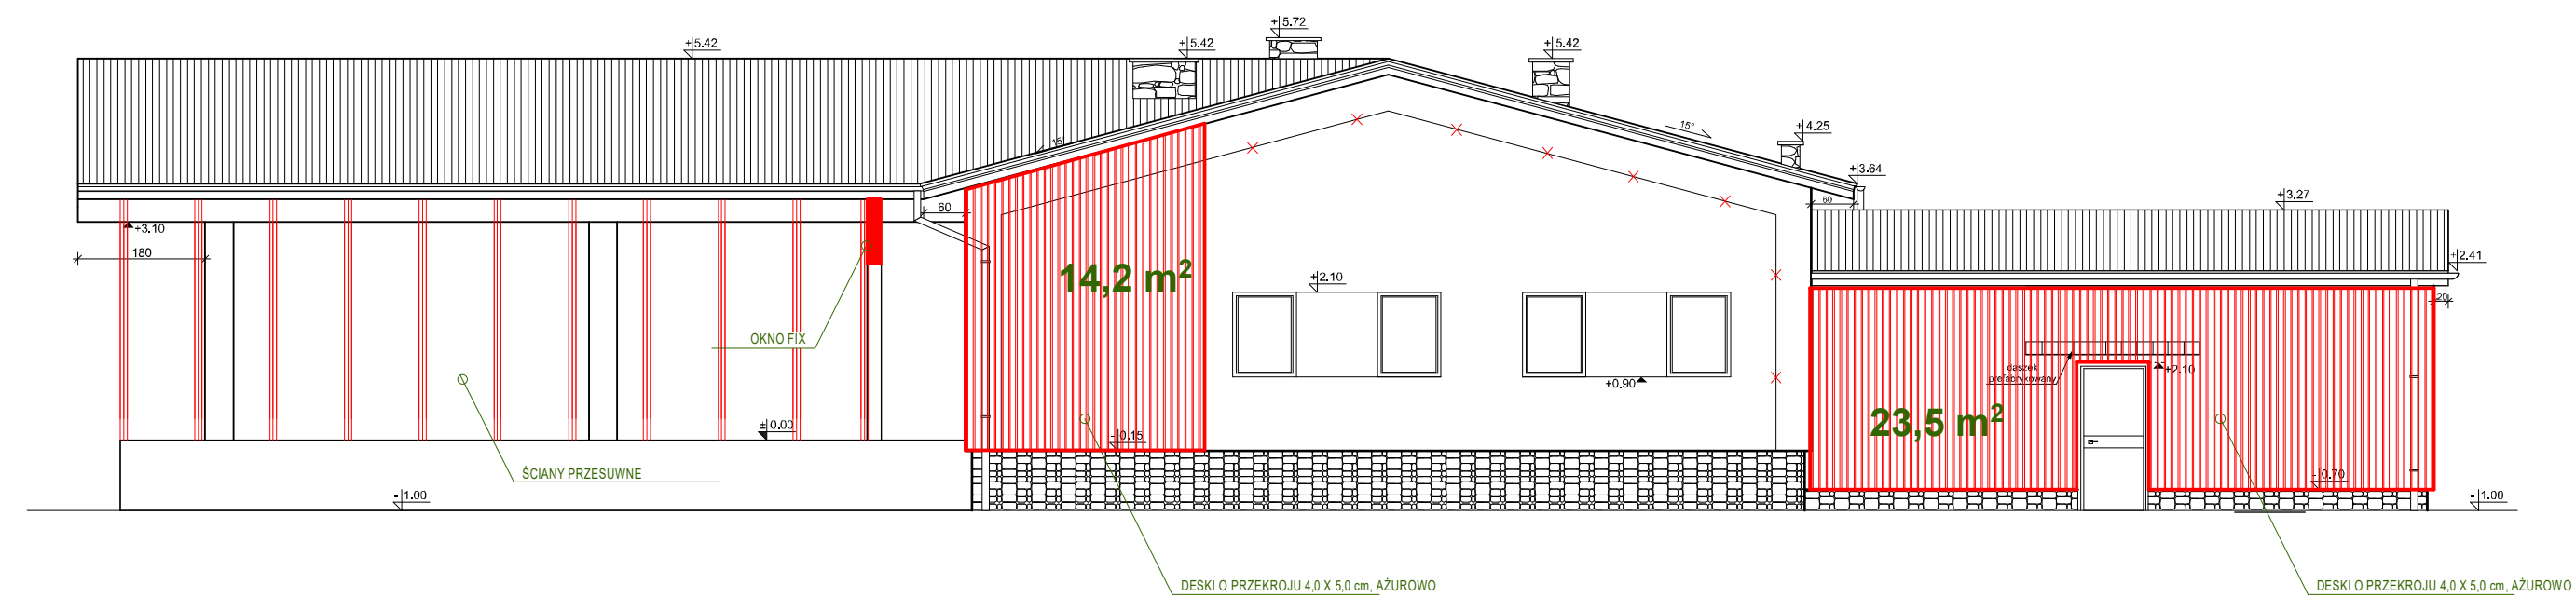 +5.72
+5.42
+5.42
+5.42
+4.25
15°
15°
+3.64
+3.27
60
60
+3.10
180
+2.41
14,2 m²
+2.10
20
OKNO FIX
daszek
prefabrykowany
+2.10
+0.90
23,5 m²
±0.00
-0.15
ŚCIANY PRZESUWNE
-0.70
-1.00
-1.00
DESKI O PRZEKROJU 4,0 X 5,0 cm, AŻUROWO
DESKI O PRZEKROJU 4,0 X 5,0 cm, AŻUROWO